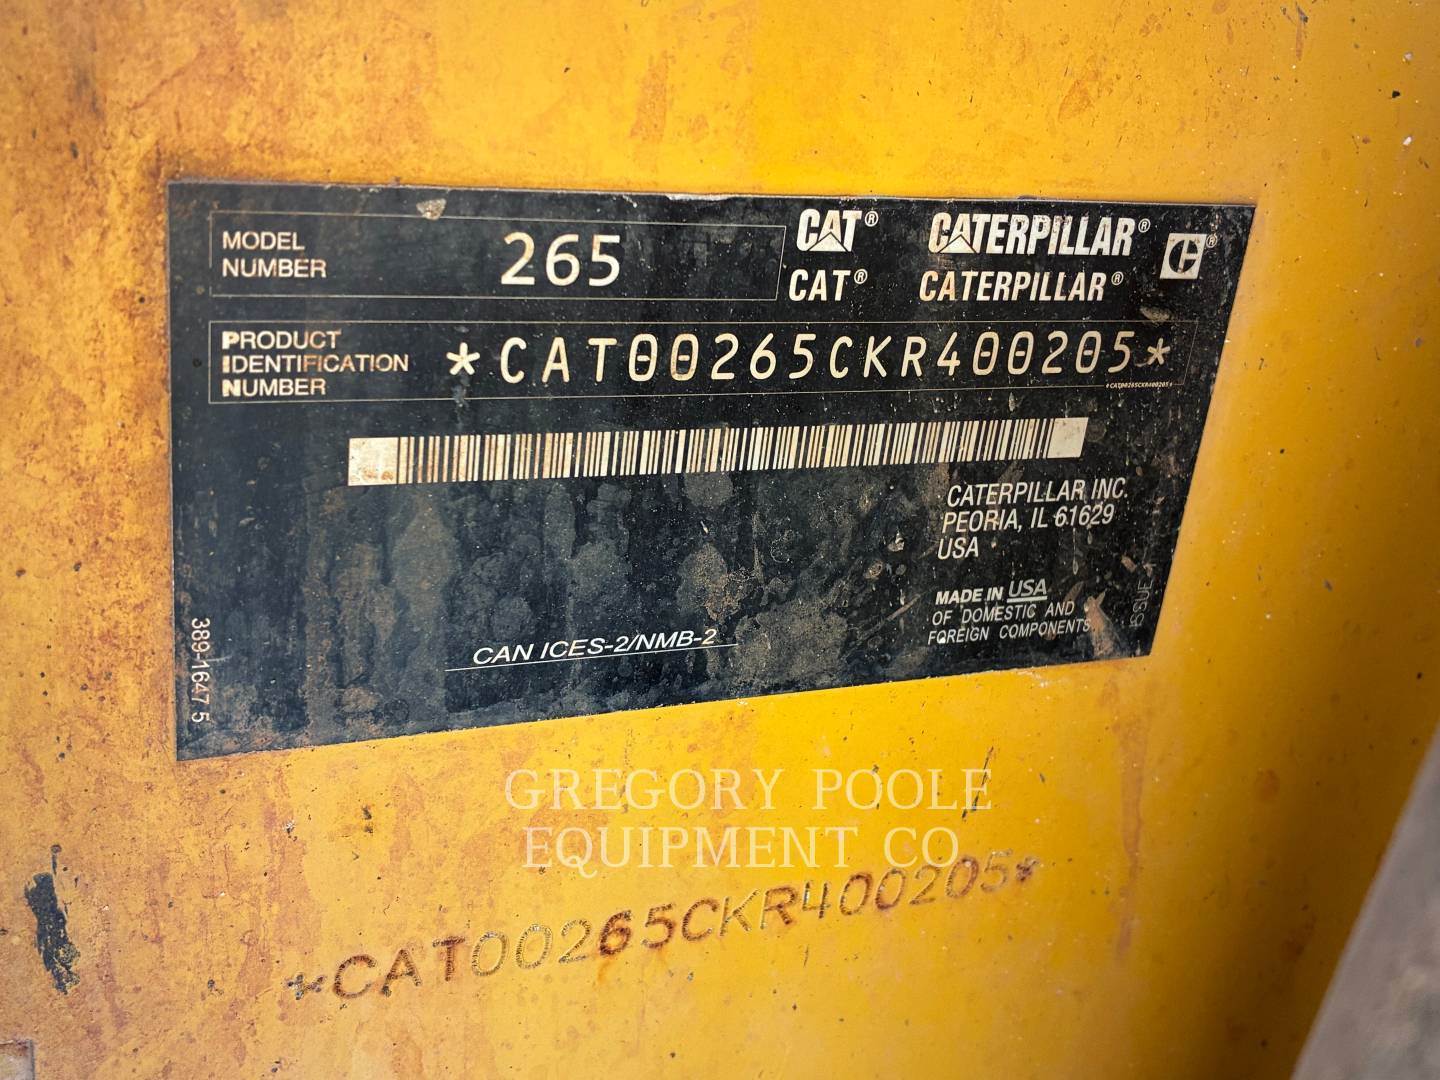 MODEL
NUMBER
265
CAT® CATERPILLAR®
CAT® CATERPILLAR®
C®
PRODUCT
IDENTIFICATION
NUMBER
*CAT00265CKR400205*
*CAT00265CKR400205*
CATERPILLAR INC.
PEORIA, IL 61629
USA
MADE IN USA
OF DOMESTIC AND
FOREIGN COMPONENTS
ISSUE
CAN ICES-2/NMB-2
389-1647 5
GREGORY POOLE
EQUIPMENT CO
*CAT00265CKR400205*